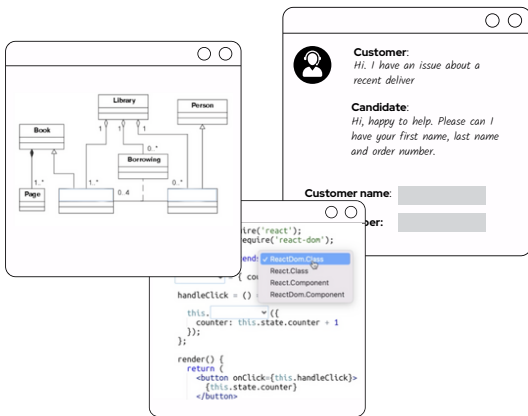 Library
Person
Book
1
1
1
Borrowing
0..*
1..*
1..*
0..4
0..*
Page
Customer:
Hi. I have an issue about a
recent deliver
Candidate:
Hi, happy to help. Please can I
have your first name, last name
and order number.
Customer name:
ber:
ire('react');
equire('react-dom');
✓ ReactDom.Class
React.Class
React.Component
ReactDom.Component
end
= { cou
handleClick = () =
this. ({
counter: this.state.counter + 1
});
};
render() {
return (
<button onClick={this.handleClick}>
{this.state.counter}
</button>